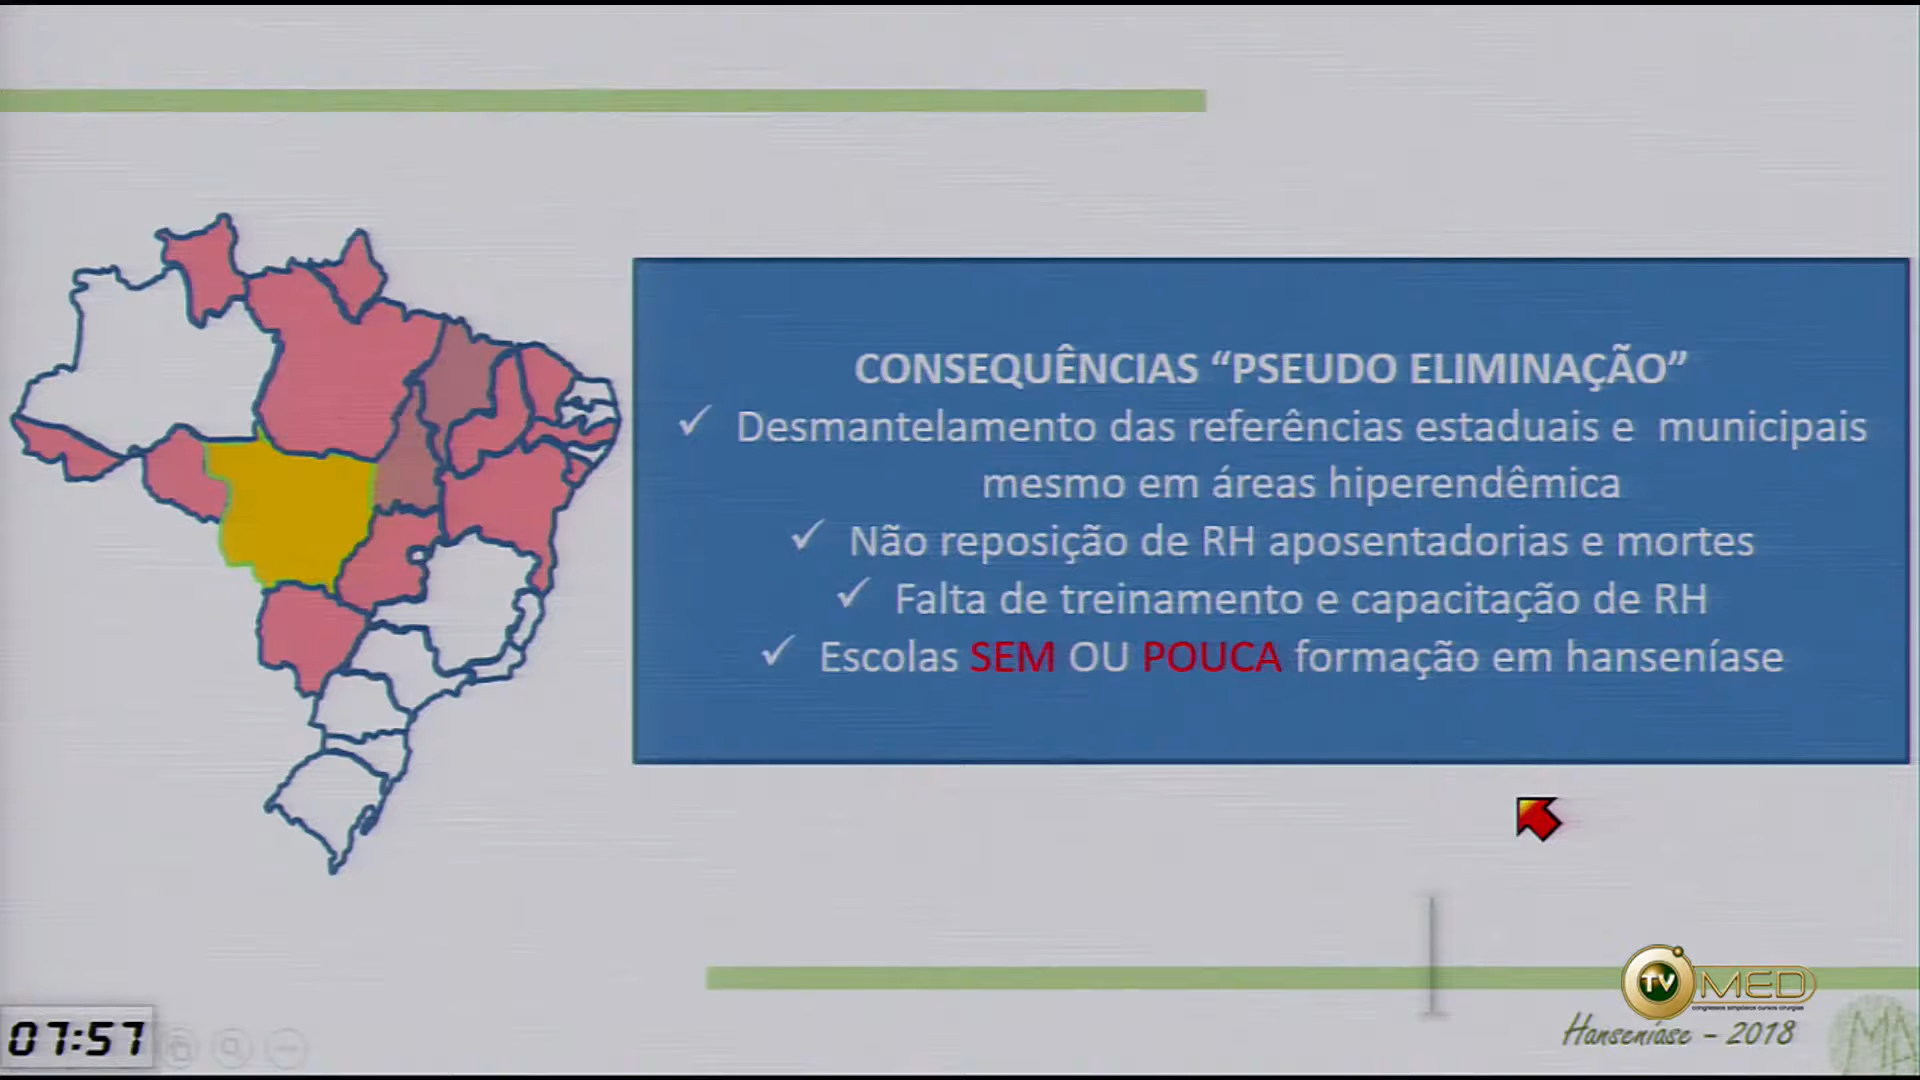 CONSEQUÊNCIAS “PSEUDO ELIMINAÇÃO”
✓ Desmantelamento das referências estaduais e municipais
mesmo em áreas hiperendêmica
✓ Não reposição de RH aposentadorias e mortes
✓ Falta de treinamento e capacitação de RH
✓ Escolas SEM OU POUCA formação em hanseníase
TV MED
Hanseníase - 2018
MA
07:57